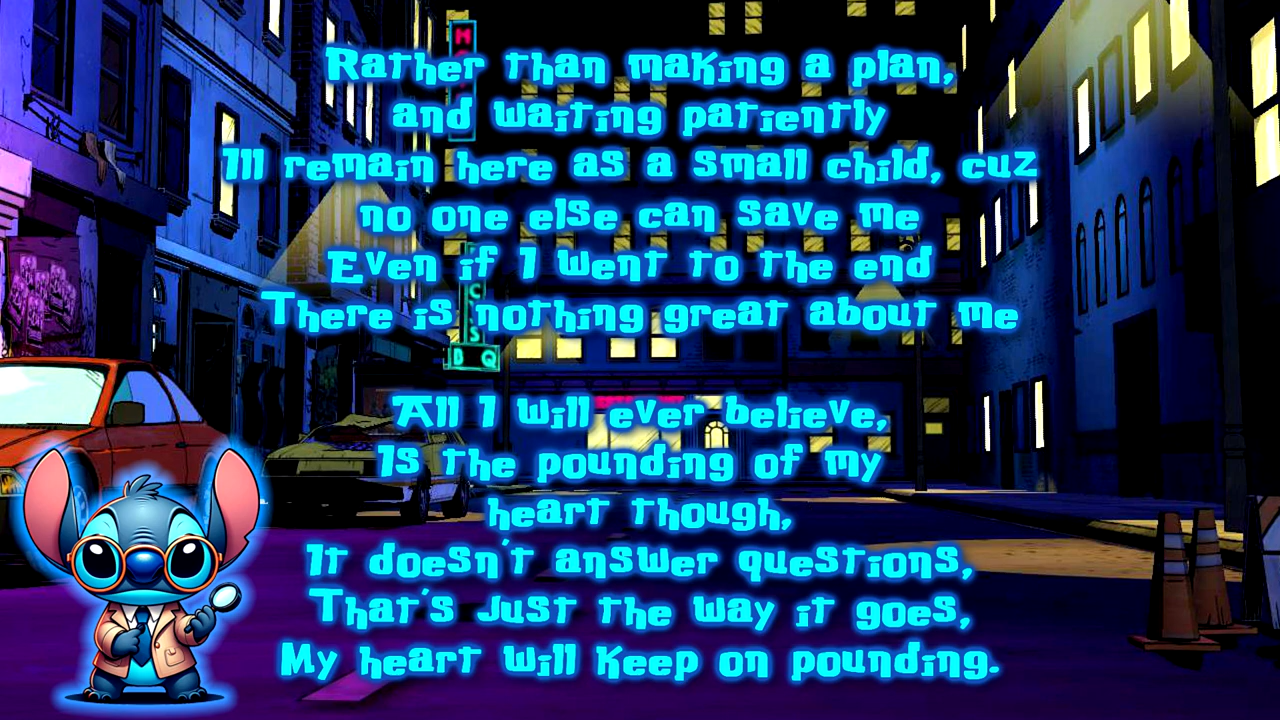 Rather than making a plan,
and waiting patiently
Ill remain here as a small child, cuz
no one else can save me
Even if I went to the end
There is nothing great about me
All I will ever believe,
Is the pounding of my
heart though,
It doesn't answer questions,
That's just the way it goes,
My heart will keep on pounding.